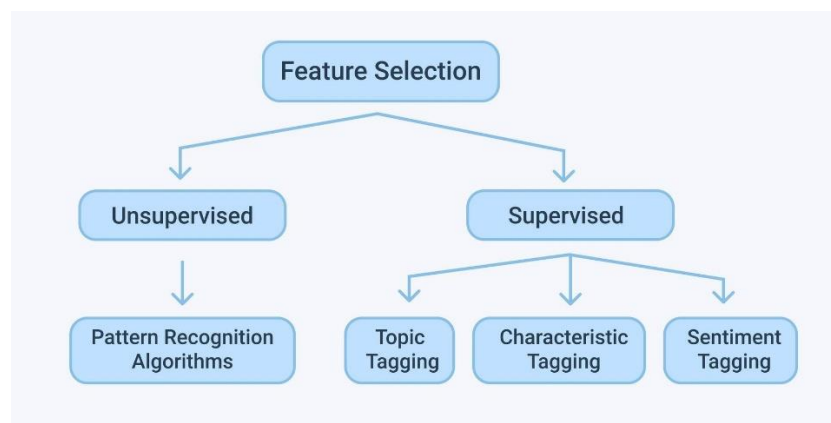 Feature Selection
Unsupervised
Supervised
Pattern Recognition
Algorithms
Topic
Tagging
Characteristic
Tagging
Sentiment
Tagging